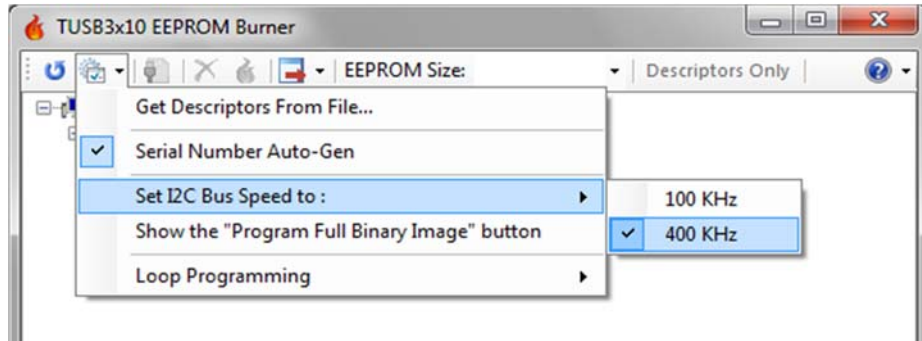 TUSB3x10 EEPROM Burner
EEPROM Size: Descriptors Only
Get Descriptors From File...
Serial Number Auto-Gen
Set I2C Bus Speed to :
100 KHz
Show the "Program Full Binary Image" button
400 KHz
Loop Programming